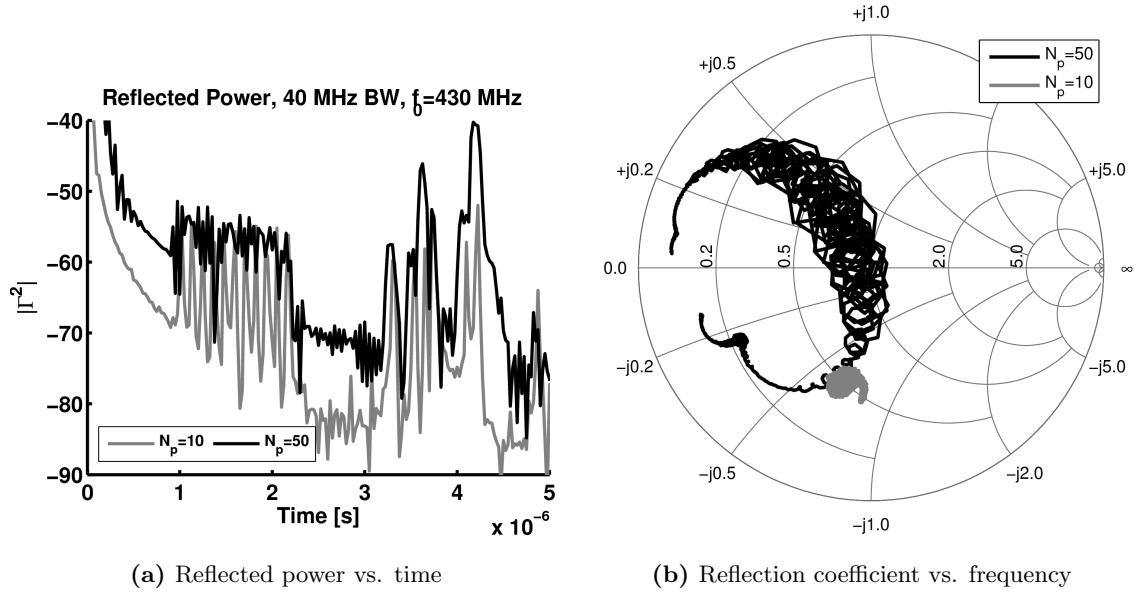 Reflected Power, 40 MHz BW, f0=430 MHz
|Γ^2|
−40
−50
−60
−70
−80
−90
Np=10
Np=50
0
1
2
3
4
5
Time [s]
x 10^−6
(a) Reflected power vs. time
+j1.0
Np=50
Np=10
+j0.5
+j0.2
+j5.0
0.0
0.2
0.5
2.0
5.0
∞
−j0.2
−j5.0
−j0.5
−j2.0
−j1.0
(b) Reflection coefficient vs. frequency